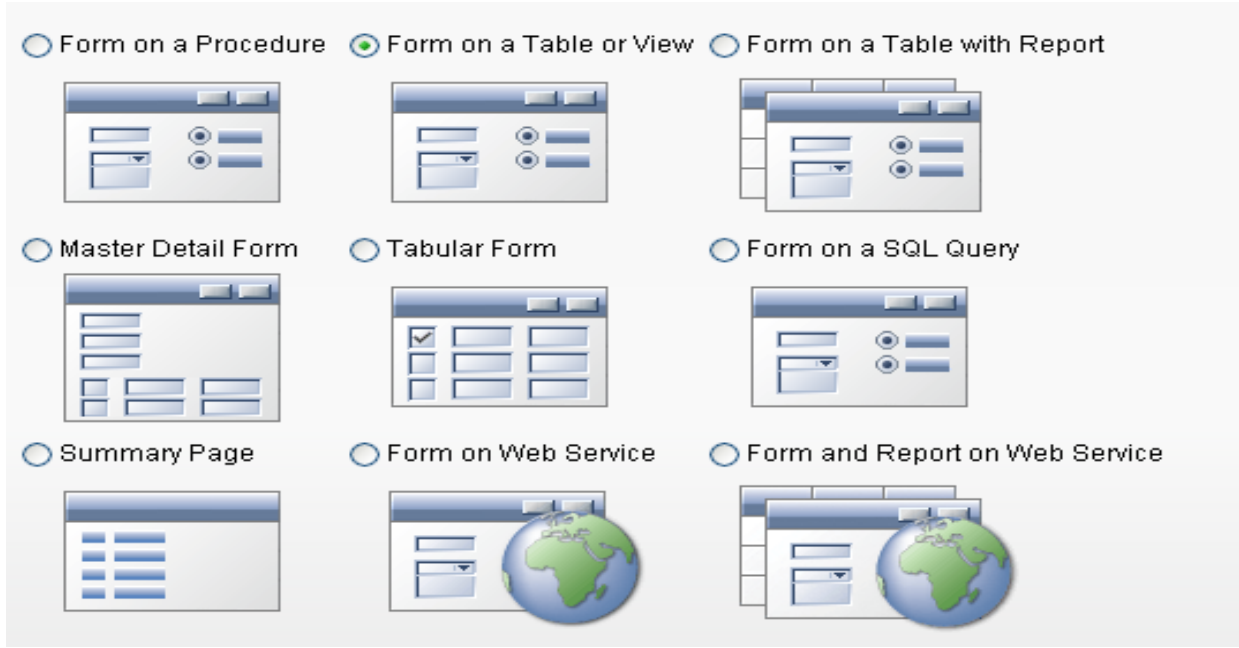 Form on a Procedure
Form on a Table or View
Form on a Table with Report
Master Detail Form
Tabular Form
Form on a SQL Query
Summary Page
Form on Web Service
Form and Report on Web Service